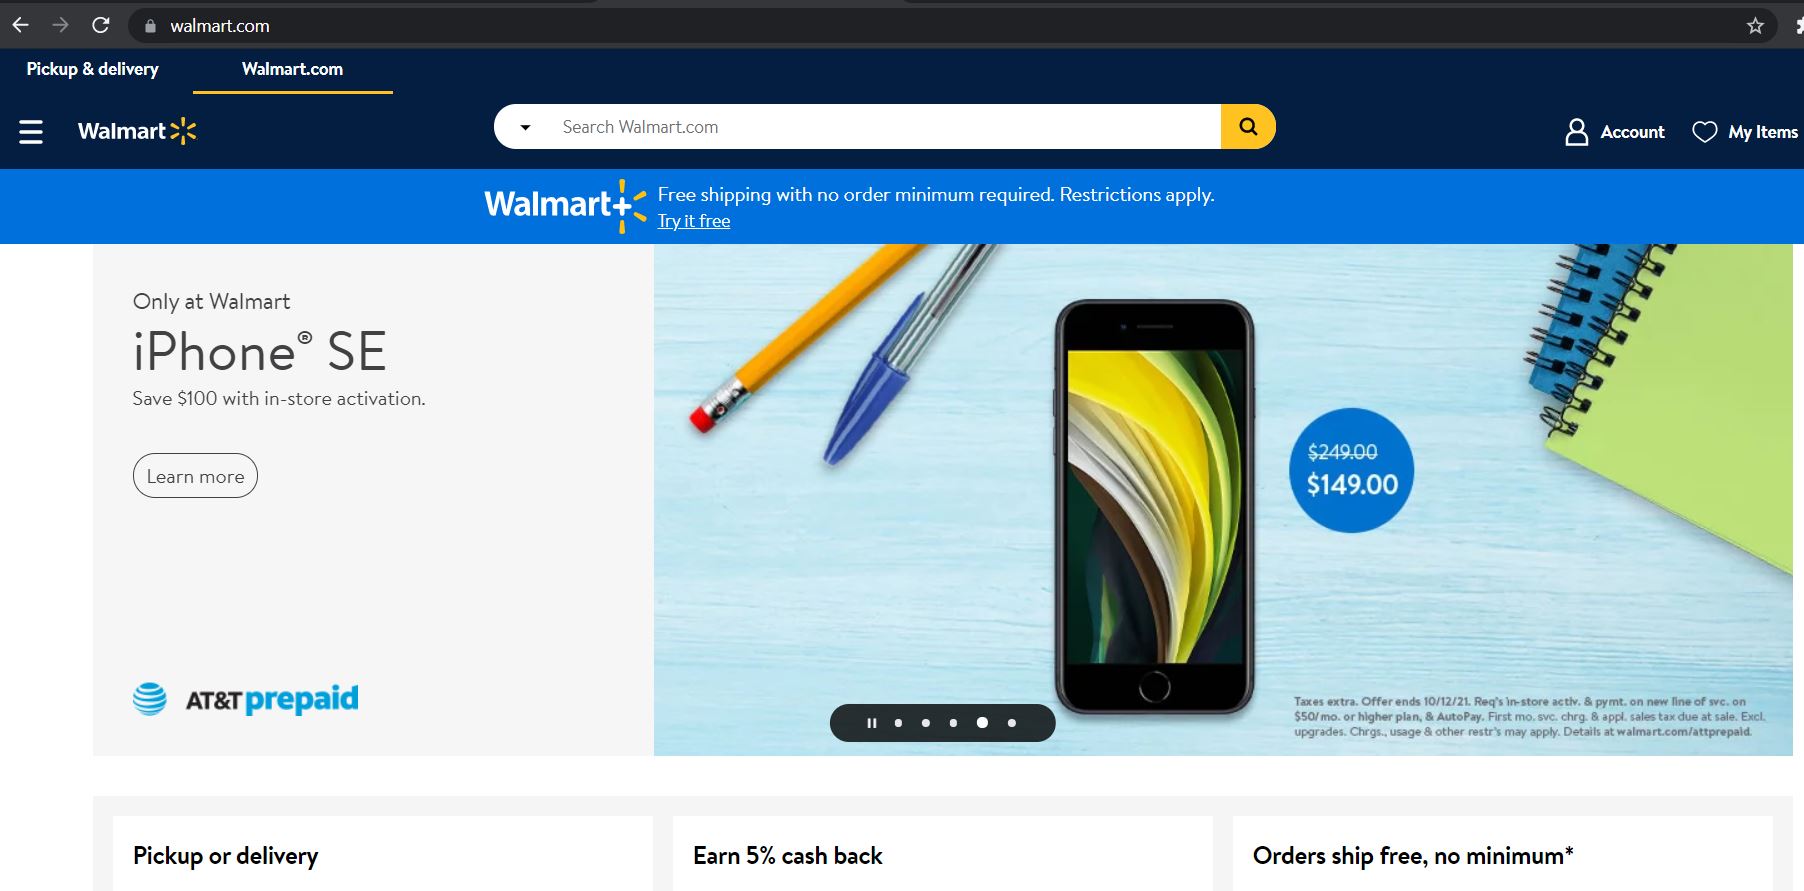 walmart.com
Pickup & delivery
Walmart.com
Walmart
Search Walmart.com
Account
My Items
Walmart+
Free shipping with no order minimum required. Restrictions apply.
Try it free
Only at Walmart
iPhone® SE
Save $100 with in-store activation.
Learn more
AT&T prepaid
$249.00
$149.00
Taxes extra. Offer ends 10/12/21. Req's in-store activ. & pymt. on new line of svc. on
$50/mo. or higher plan, & AutoPay. First mo. svc. chrg. & appl. sales tax due at sale. Excl.
upgrades. Chrgs., usage & other restr's may apply. Details at walmart.com/attprepaid.
Pickup or delivery
Earn 5% cash back
Orders ship free, no minimum*